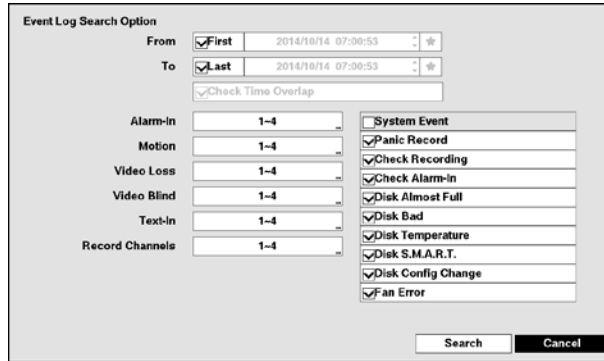 Event Log Search Option
From First 2014/10/14 07:00:53
To Last 2014/10/14 07:00:53
Check Time Overlap
Alarm-In 1~4
Motion 1~4
Video Loss 1~4
Video Blind 1~4
Text-In 1~4
Record Channels 1~4
System Event
Panic Record
Check Recording
Check Alarm-In
Disk Almost Full
Disk Bad
Disk Temperature
Disk S.M.A.R.T.
Disk Config Change
Fan Error
Search Cancel